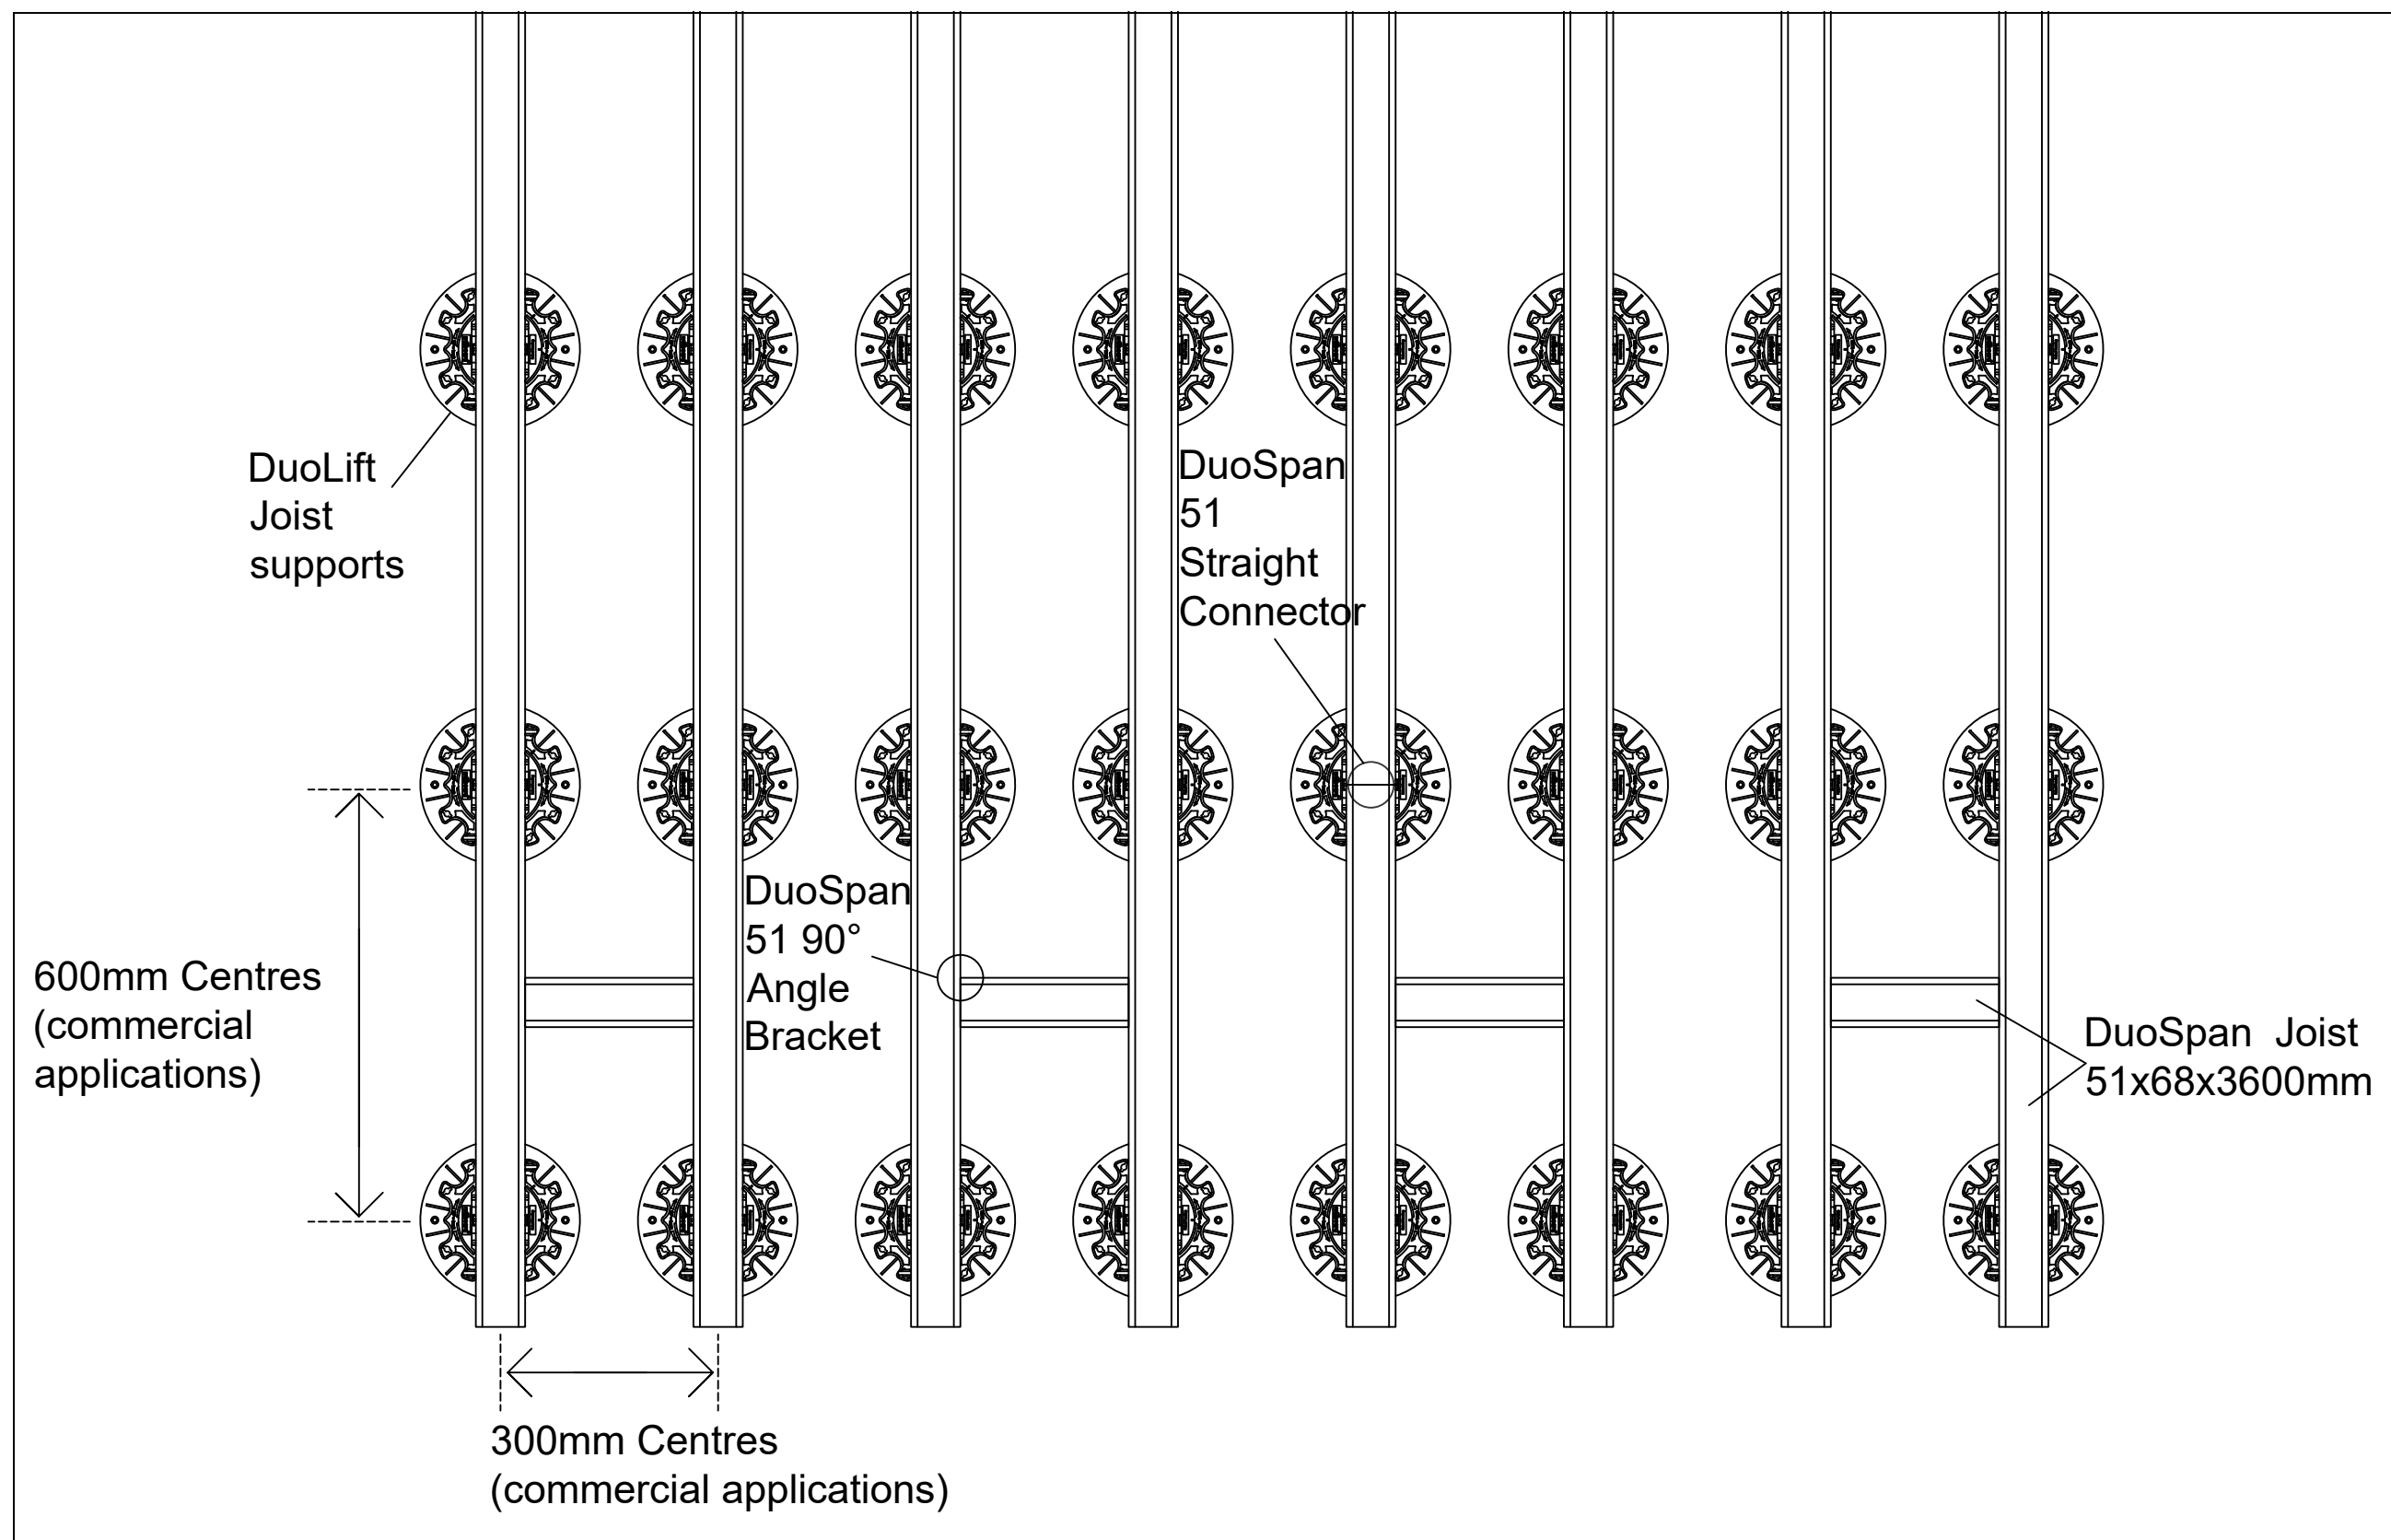 DuoLift
Joist
supports
DuoSpan
51
Straight
Connector
DuoSpan
51 90°
Angle
Bracket
600mm Centres
(commercial
applications)
DuoSpan  Joist
51x68x3600mm
300mm Centres
(commercial applications)